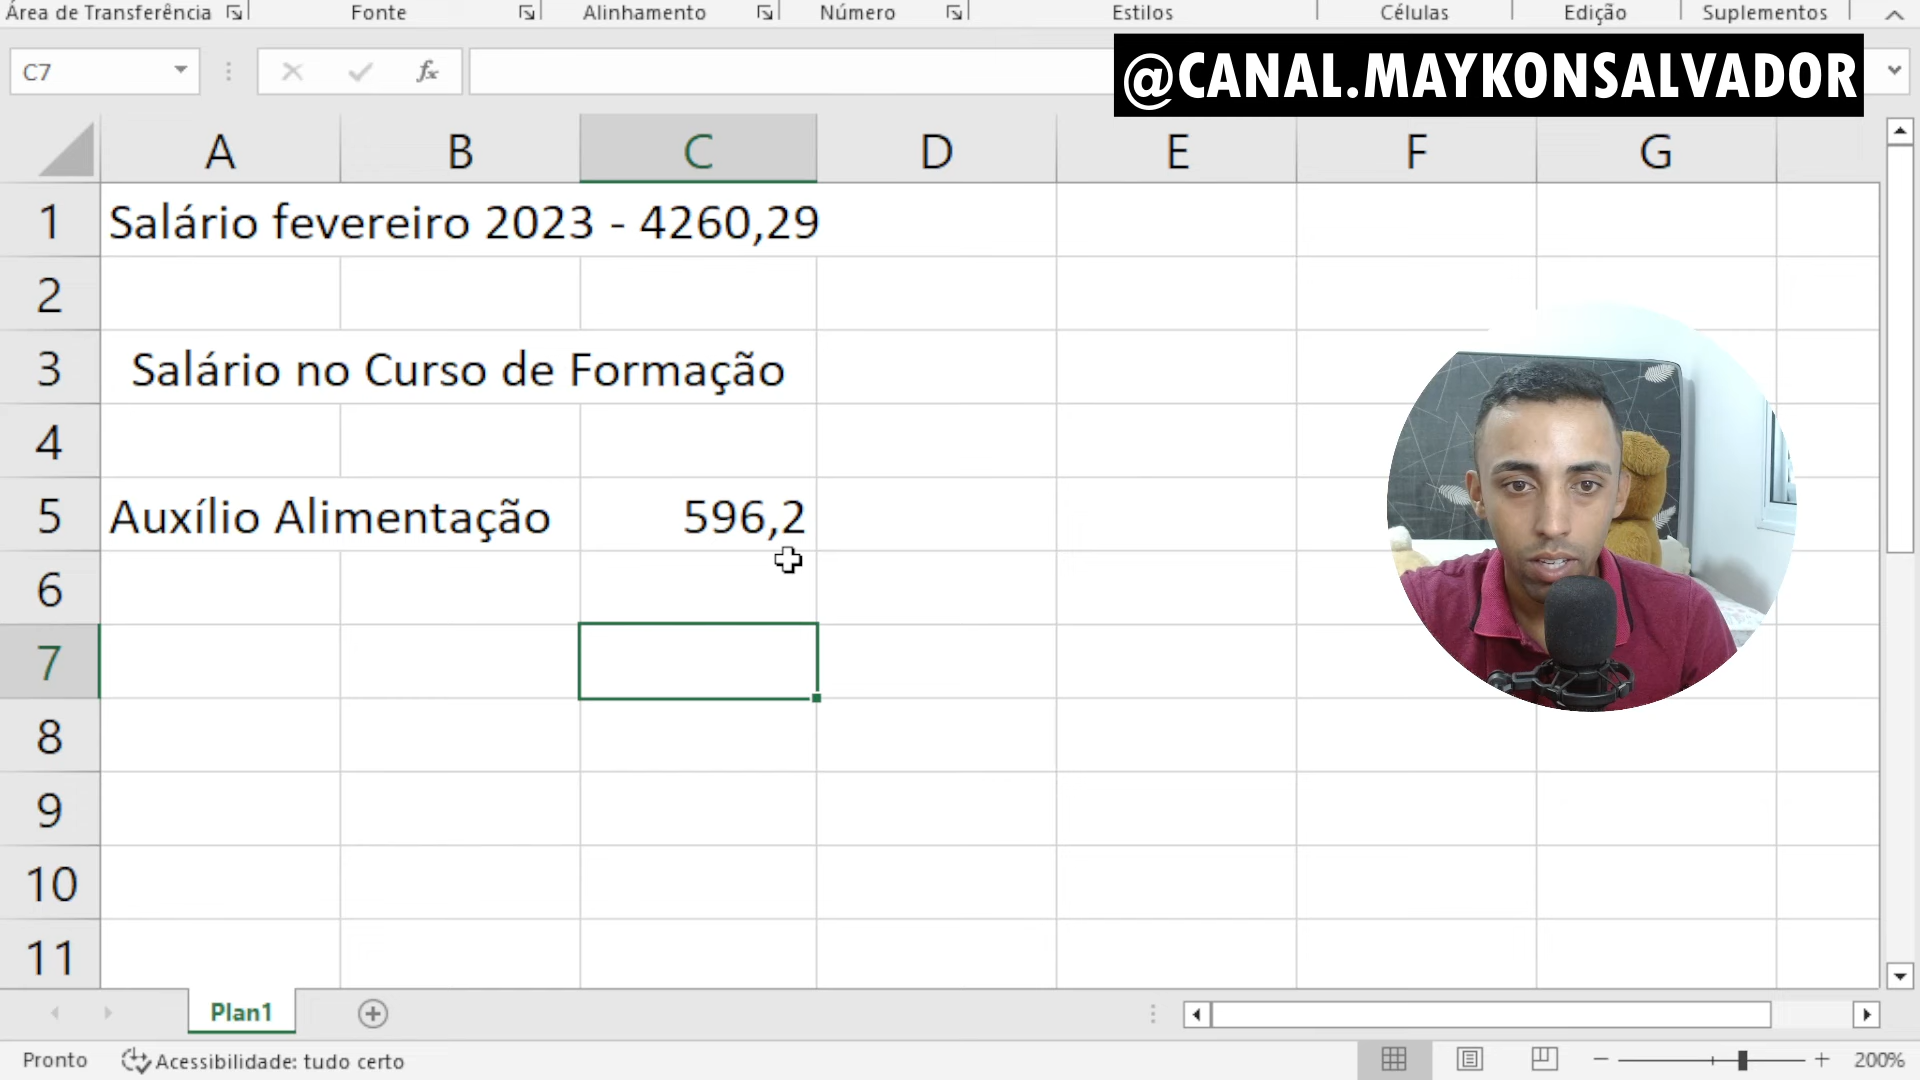 Área de Transferência Fonte Alinhamento Número Estilos Células Edição Suplementos
C7 fx
@CANAL.MAYKONSALVADOR
A B C D E F G
1 Salário fevereiro 2023 - 4260,29
2
3 Salário no Curso de Formação
4
5 Auxílio Alimentação 596,2
6
7
8
9
10
11
Plan1
Pronto Acessibilidade: tudo certo 200%